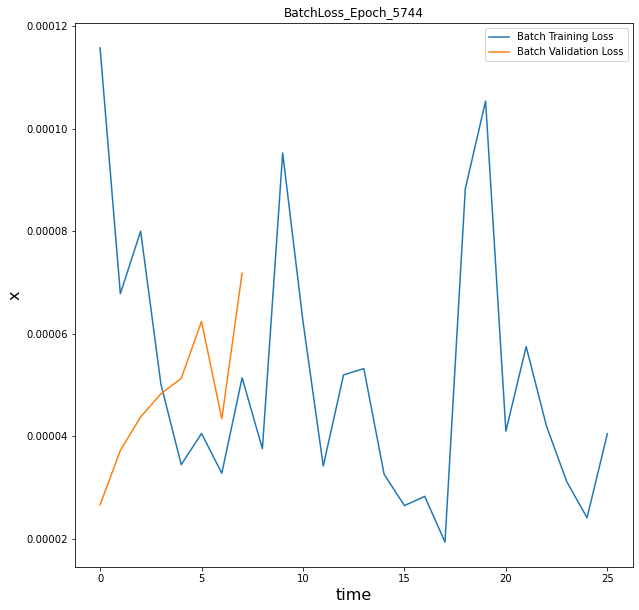 BatchLoss_Epoch_5744
Batch Training Loss
Batch Validation Loss
0.00012
0.00010
0.00008
0.00006
0.00004
0.00002
x
0 5 10 15 20 25
time